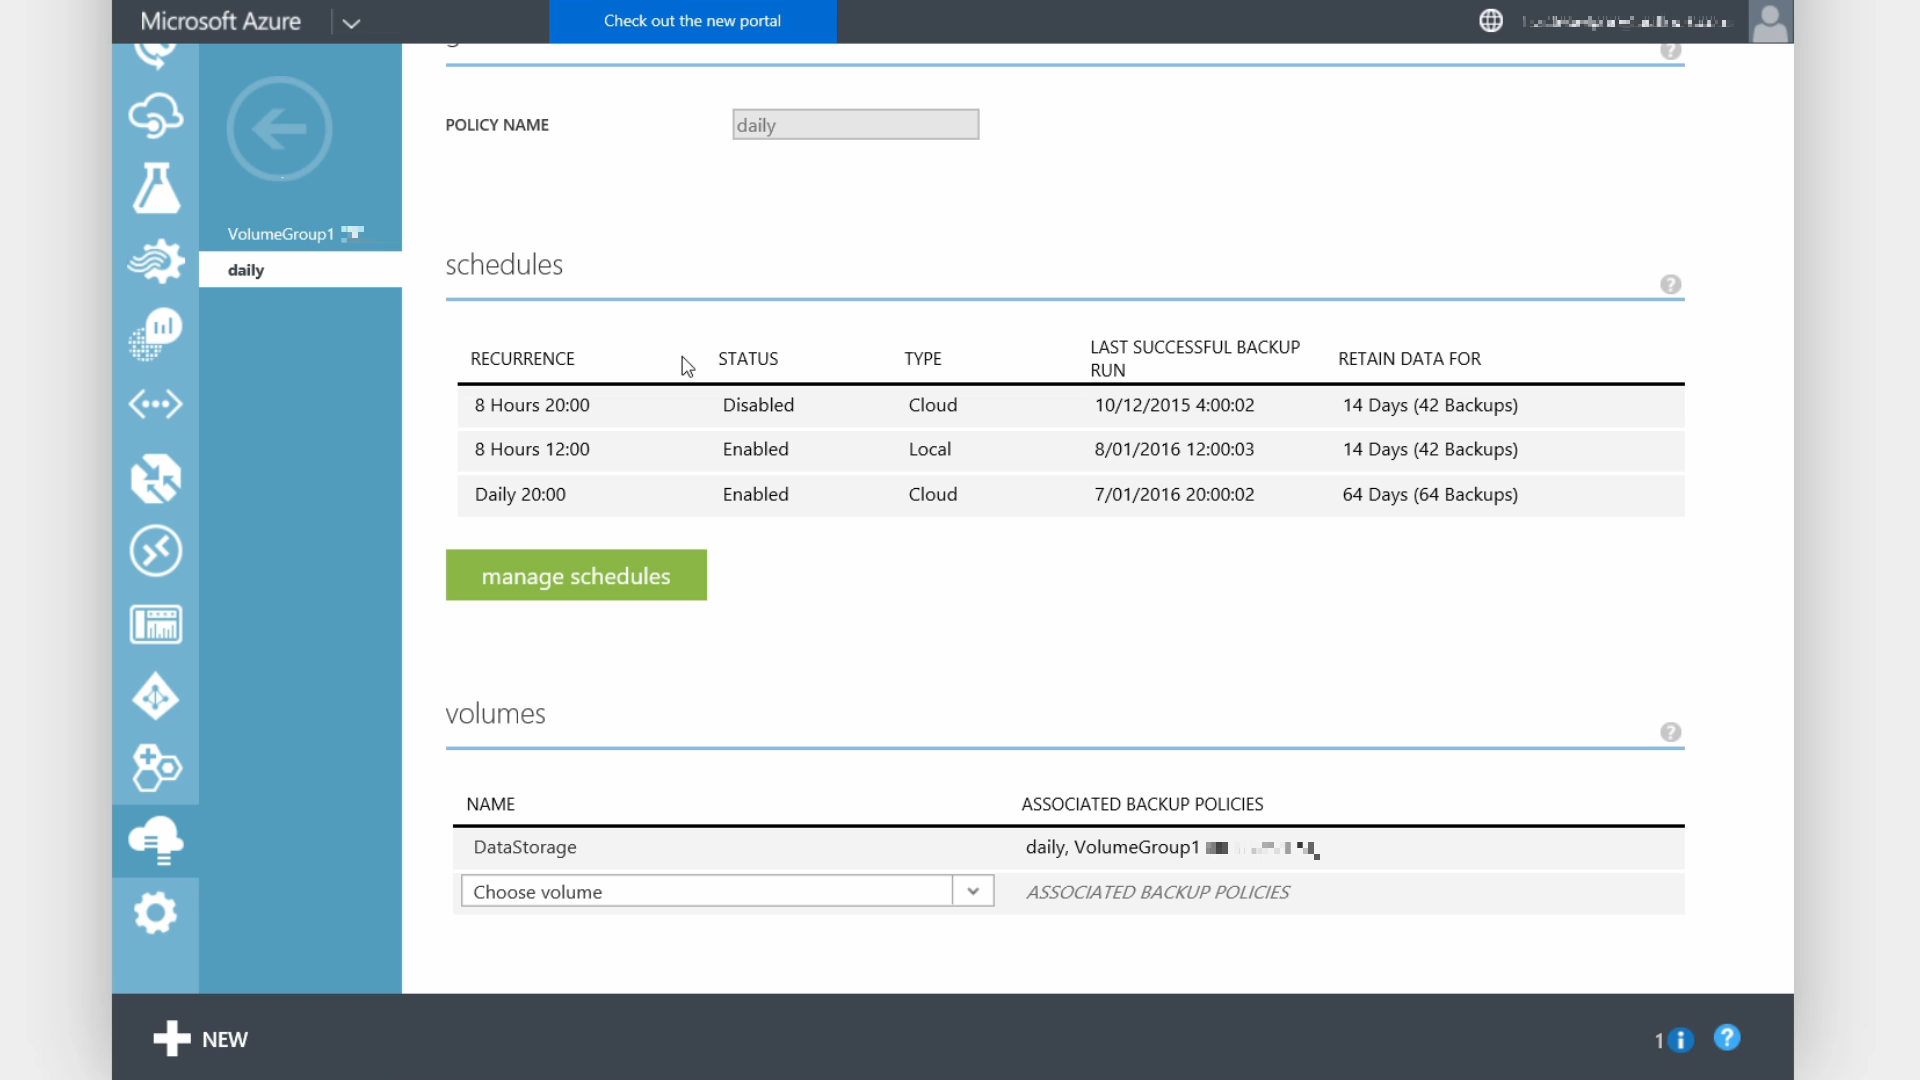 Microsoft Azure
Check out the new portal
POLICY NAME
daily
VolumeGroup1
daily
schedules
RECURRENCE STATUS TYPE LAST SUCCESSFUL BACKUP RUN RETAIN DATA FOR
8 Hours 20:00 Disabled Cloud 10/12/2015 4:00:02 14 Days (42 Backups)
8 Hours 12:00 Enabled Local 8/01/2016 12:00:03 14 Days (42 Backups)
Daily 20:00 Enabled Cloud 7/01/2016 20:00:02 64 Days (64 Backups)
manage schedules
volumes
NAME ASSOCIATED BACKUP POLICIES
DataStorage daily, VolumeGroup1
Choose volume ASSOCIATED BACKUP POLICIES
NEW
1